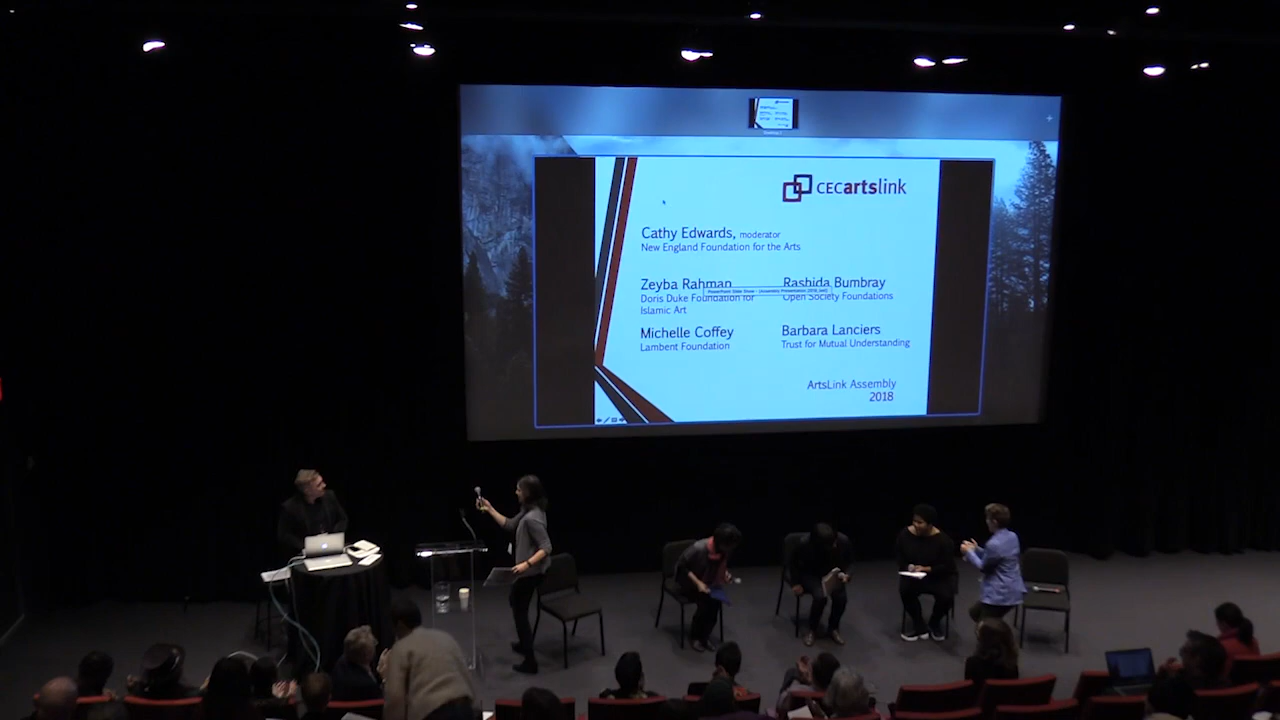 CECartslink
Cathy Edwards, moderator
New England Foundation for the Arts
Zeyba Rahman
Doris Duke Foundation for
Islamic Art
Rashida Bumbray
Open Society Foundations
Michelle Coffey
Lambent Foundation
Barbara Lanciers
Trust for Mutual Understanding
ArtsLink Assembly
2018